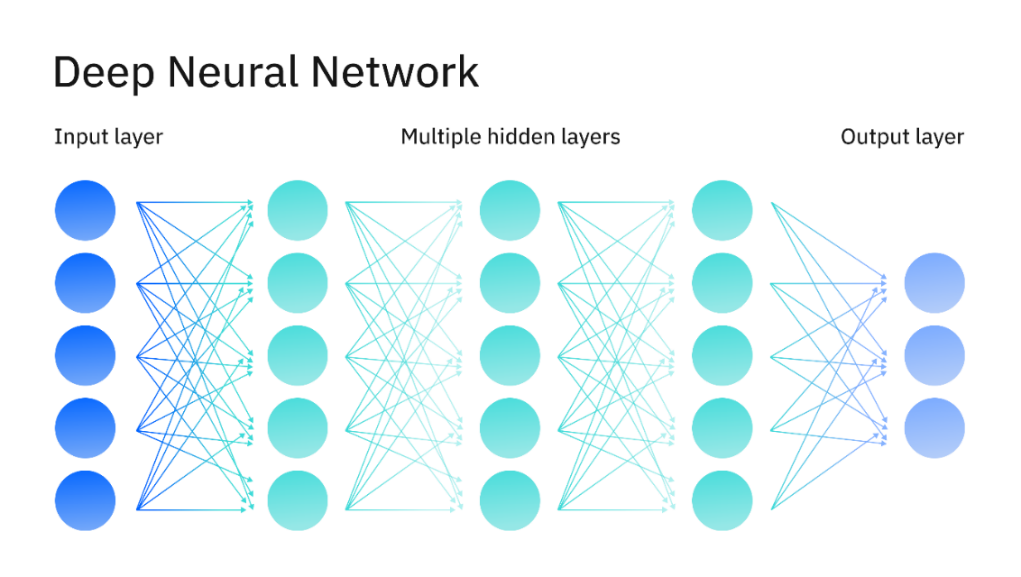 Deep Neural Network
Input layer
Multiple hidden layers
Output layer